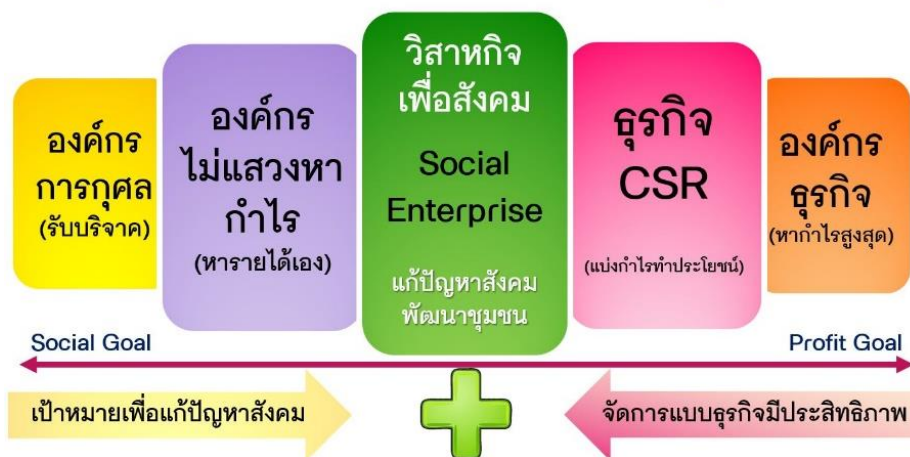 องค์กร
การกุศล
(รับบริจาค)
องค์กร
ไม่แสวงหา
กำไร
(หารายได้เอง)
วิสาหกิจ
เพื่อสังคม
Social
Enterprise
แก้ปัญหาสังคม
พัฒนาชุมชน
ธุรกิจ
CSR
(แบ่งกำไรทำประโยชน์)
องค์กร
ธุรกิจ
(หากำไรสูงสุด)
Social Goal
Profit Goal
เป้าหมายเพื่อแก้ปัญหาสังคม
จัดการแบบธุรกิจมีประสิทธิภาพ